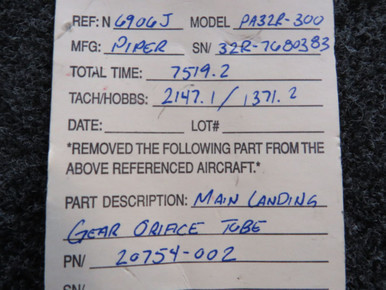 REF: N 6906J MODEL PA32R-300
MFG: PIPER SN/ 32R-7680383
TOTAL TIME: 7519.2
TACH/HOBBS: 2147.1 / 1371.2
DATE: LOT#
*REMOVED THE FOLLOWING PART FROM THE
ABOVE REFERENCED AIRCRAFT.*
PART DESCRIPTION: MAIN LANDING
GEAR ORIFICE TUBE
PN/ 20754-002
SN/